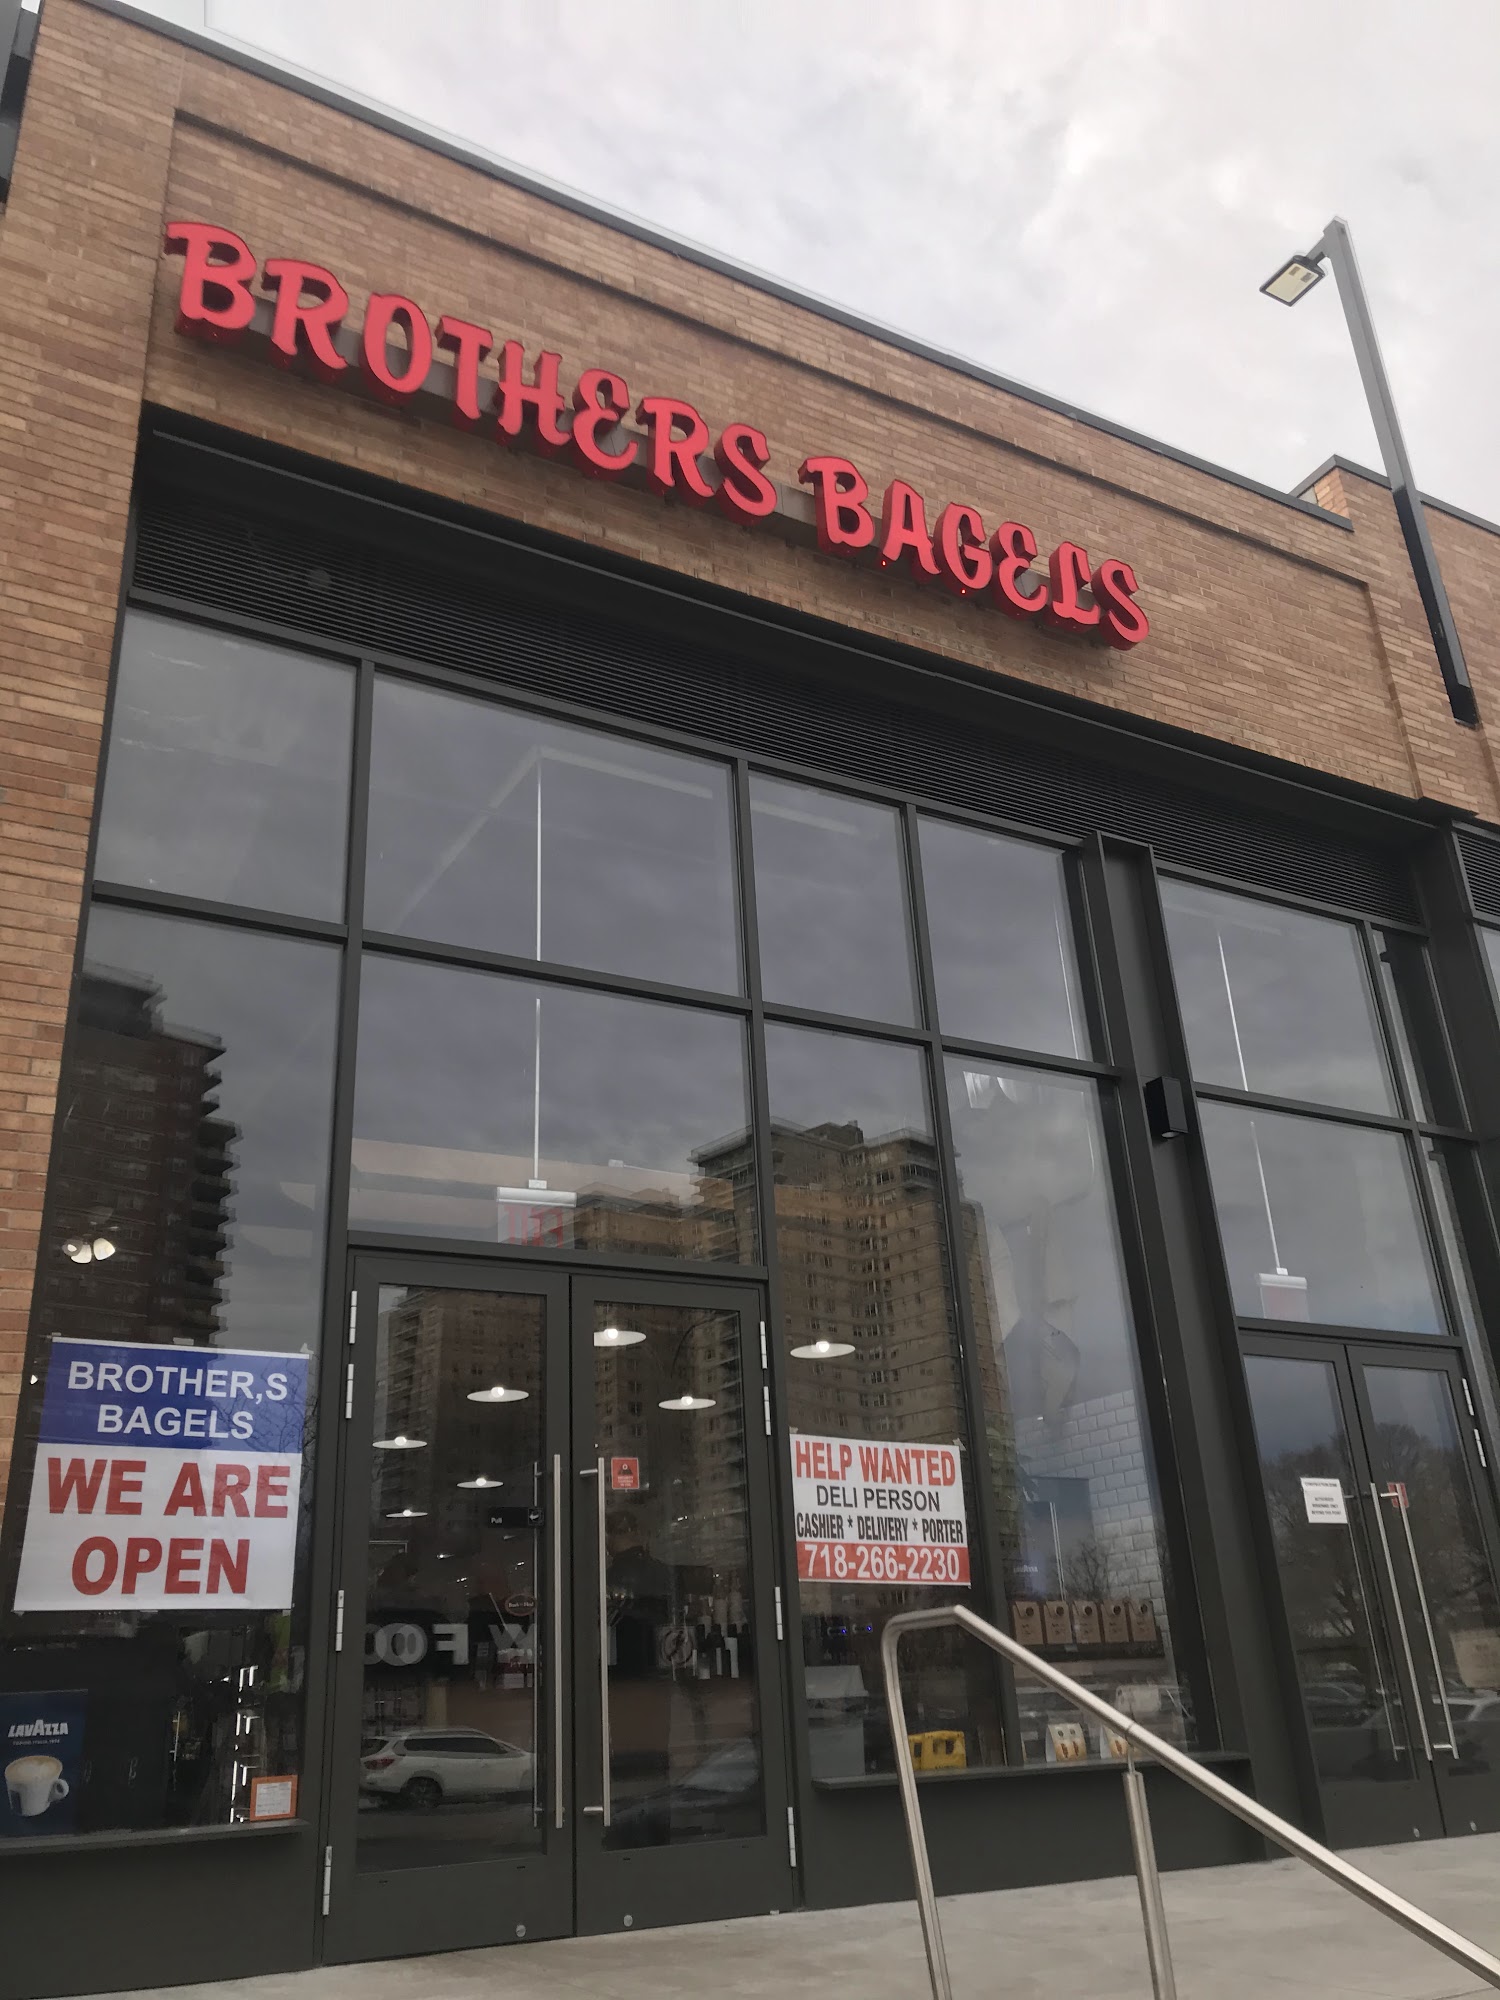 BROTHERS BAGELS
BROTHER,S
BAGELS
WE ARE
OPEN
HELP WANTED
DELI PERSON
CASHIER * DELIVERY * PORTER
718-266-2230
Pull
LAVAZZA